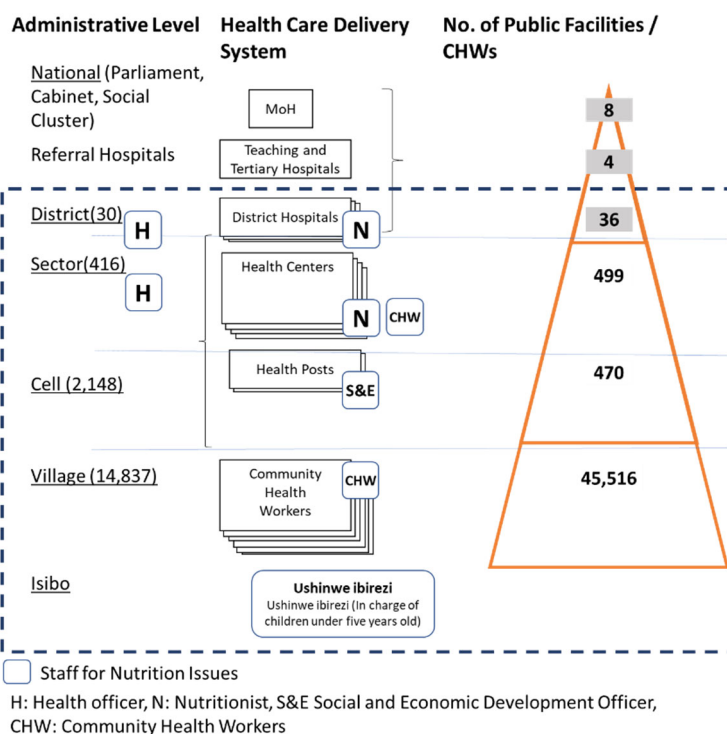 Administrative Level
Health Care Delivery
System
No. of Public Facilities /
CHWs
National (Parliament,
Cabinet, Social
Cluster)
MoH
8
Referral Hospitals
Teaching and
Tertiary Hospitals
4
District(30)
H
District Hospitals
N
36
Sector(416)
H
Health Centers
N
CHW
499
Cell (2,148)
Health Posts
S&E
470
Village (14,837)
Community
Health
Workers
CHW
45,516
Isibo
Ushinwe ibirezi
Ushinwe ibirezi (In charge of
children under five years old)
Staff for Nutrition Issues
H: Health officer, N: Nutritionist, S&E Social and Economic Development Officer,
CHW: Community Health Workers